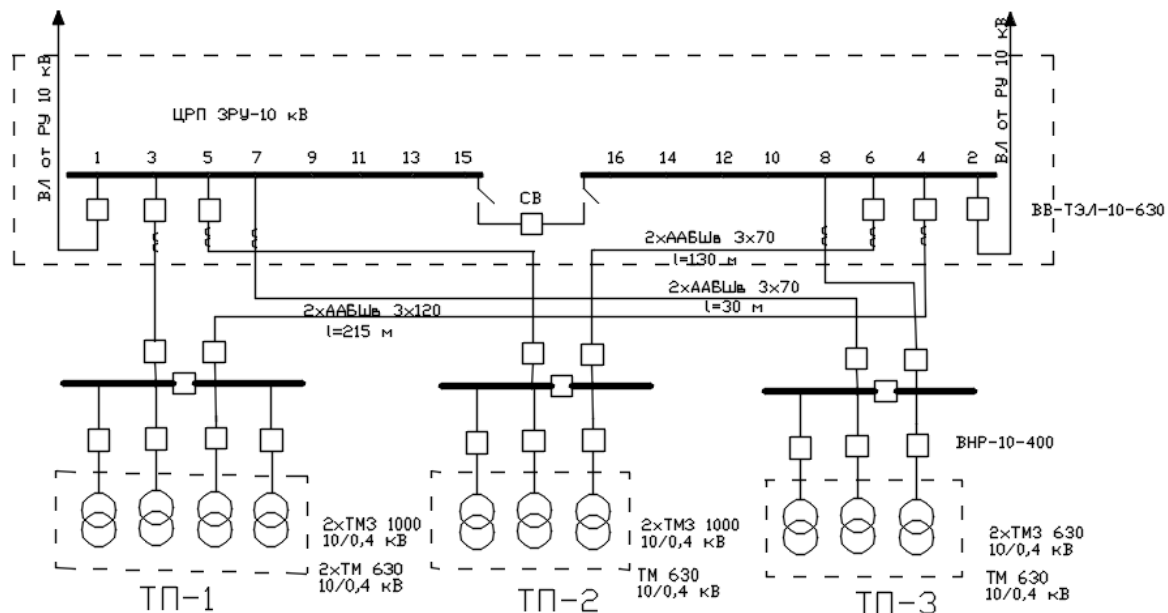 ВЛ от РУ 10 кВ
ВЛ от РУ 10 кВ
ЦРП ЗРУ-10 кВ
1 3 5 7 9 11 13 15
16 14 12 10 8 6 4 2
СВ
ВВ-ТЭЛ-10-630
2хААБШв 3х70
l=130 м
2хААБШв 3х70
l=30 м
2хААБШв 3х120
l=215 м
ВНР-10-400
2хТМЗ 1000
10/0,4 кВ
2хТМ 630
10/0,4 кВ
ТП-1
2хТМЗ 1000
10/0,4 кВ
ТМ 630
10/0,4 кВ
ТП-2
2хТМЗ 630
10/0,4 кВ
ТМ 630
10/0,4 кВ
ТП-3